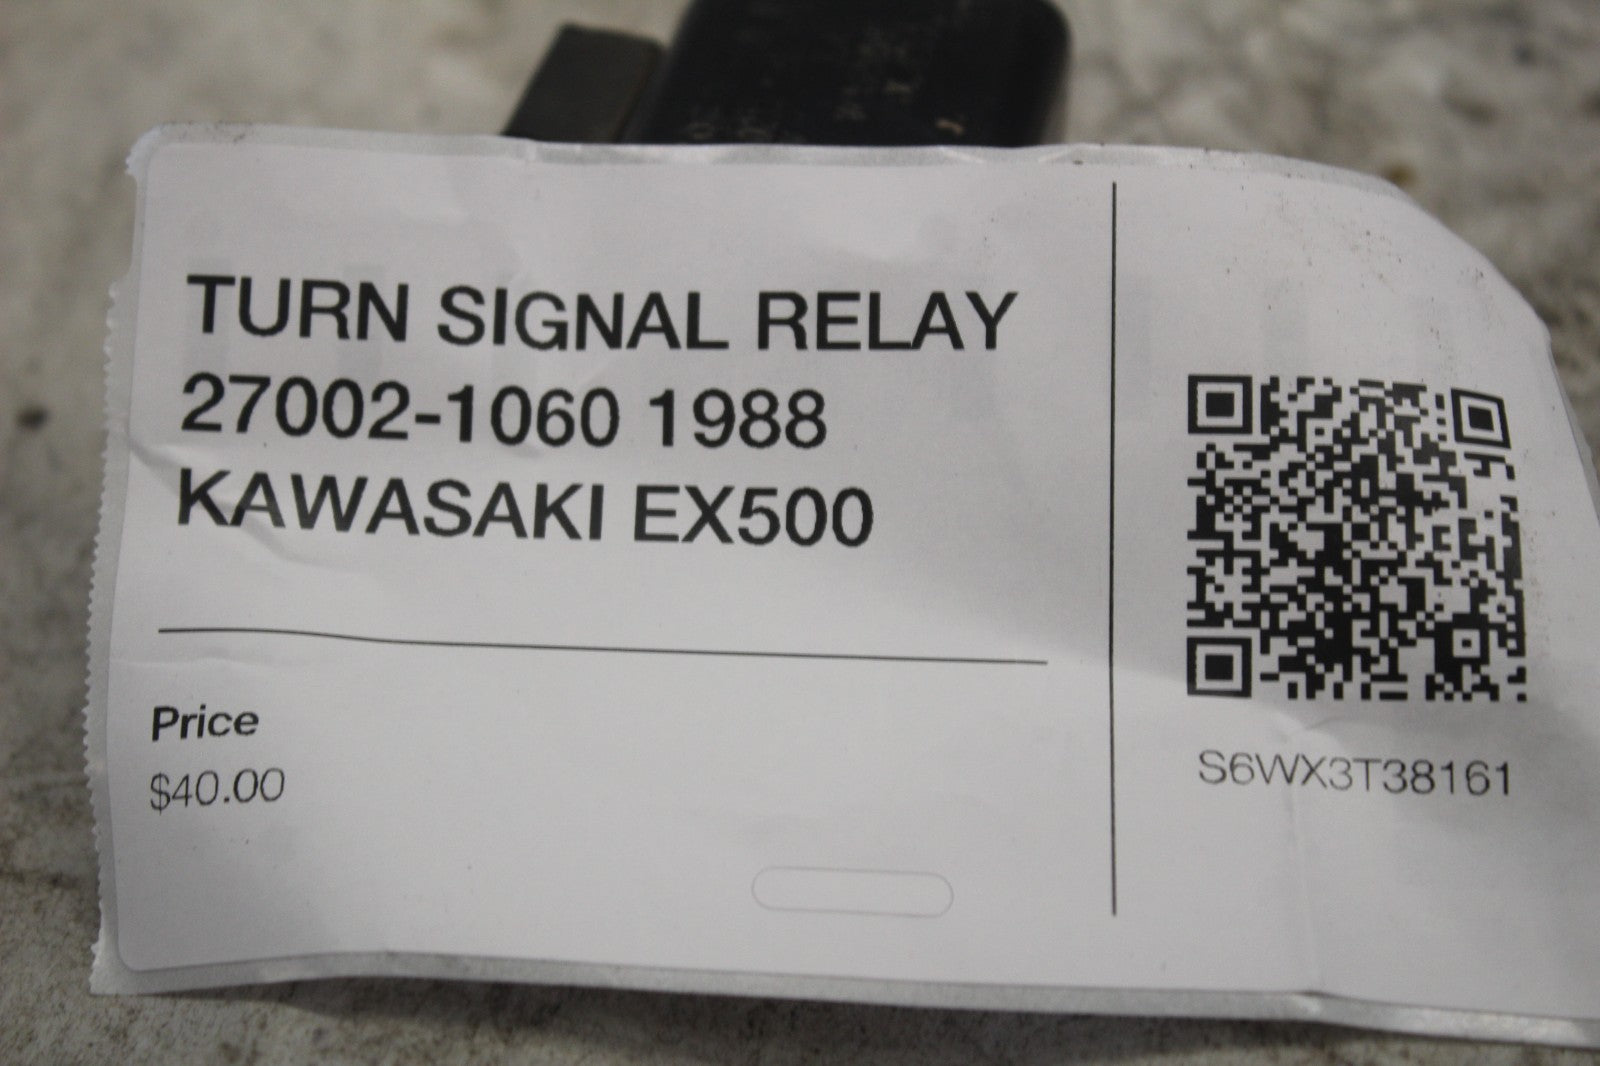 TURN SIGNAL RELAY
27002-1060 1988
KAWASAKI EX500
Price
$40.00
S6WX3T38161